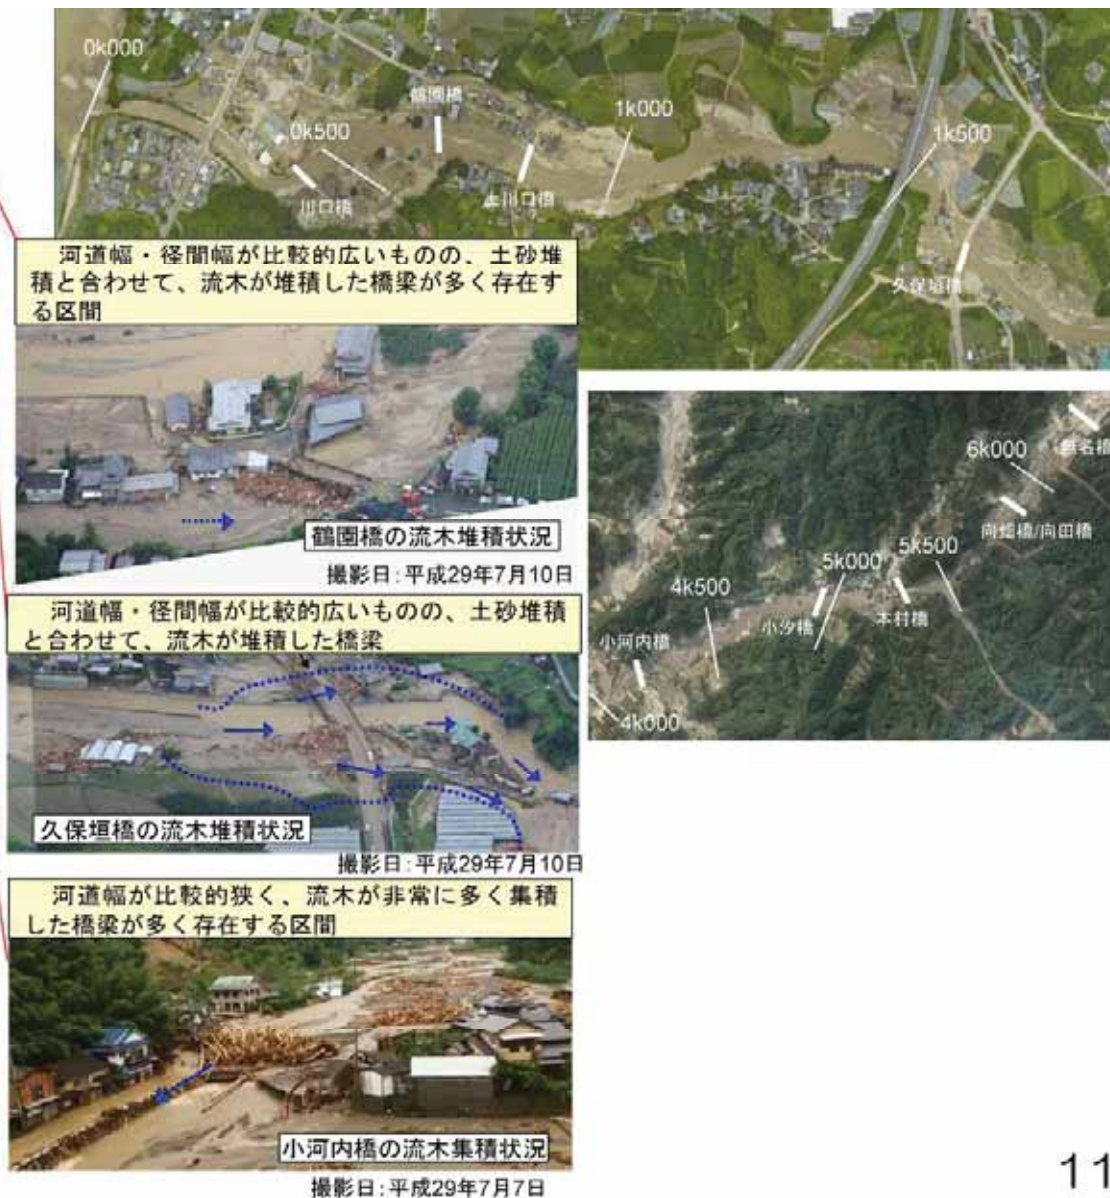 0k000
0k500
川口橋
鶴園橋
上川口橋
1k000
1k500
久保垣橋
河道幅・径間幅が比較的広いものの、土砂堆
積と合わせて、流木が堆積した橋梁が多く存在す
る区間
鶴園橋の流木堆積状況
撮影日:平成29年7月10日
河道幅・径間幅が比較的広いものの、土砂堆積
と合わせて、流木が堆積した橋梁
久保垣橋の流木堆積状況
撮影日:平成29年7月10日
河道幅が比較的狭く、流木が非常に多く集積
した橋梁が多く存在する区間
小河内橋の流木集積状況
撮影日:平成29年7月7日
4k000
小河内橋
4k500
小汐橋
5k000
本村橋
5k500
向畑橋/向田橋
6k000
無名橋
11